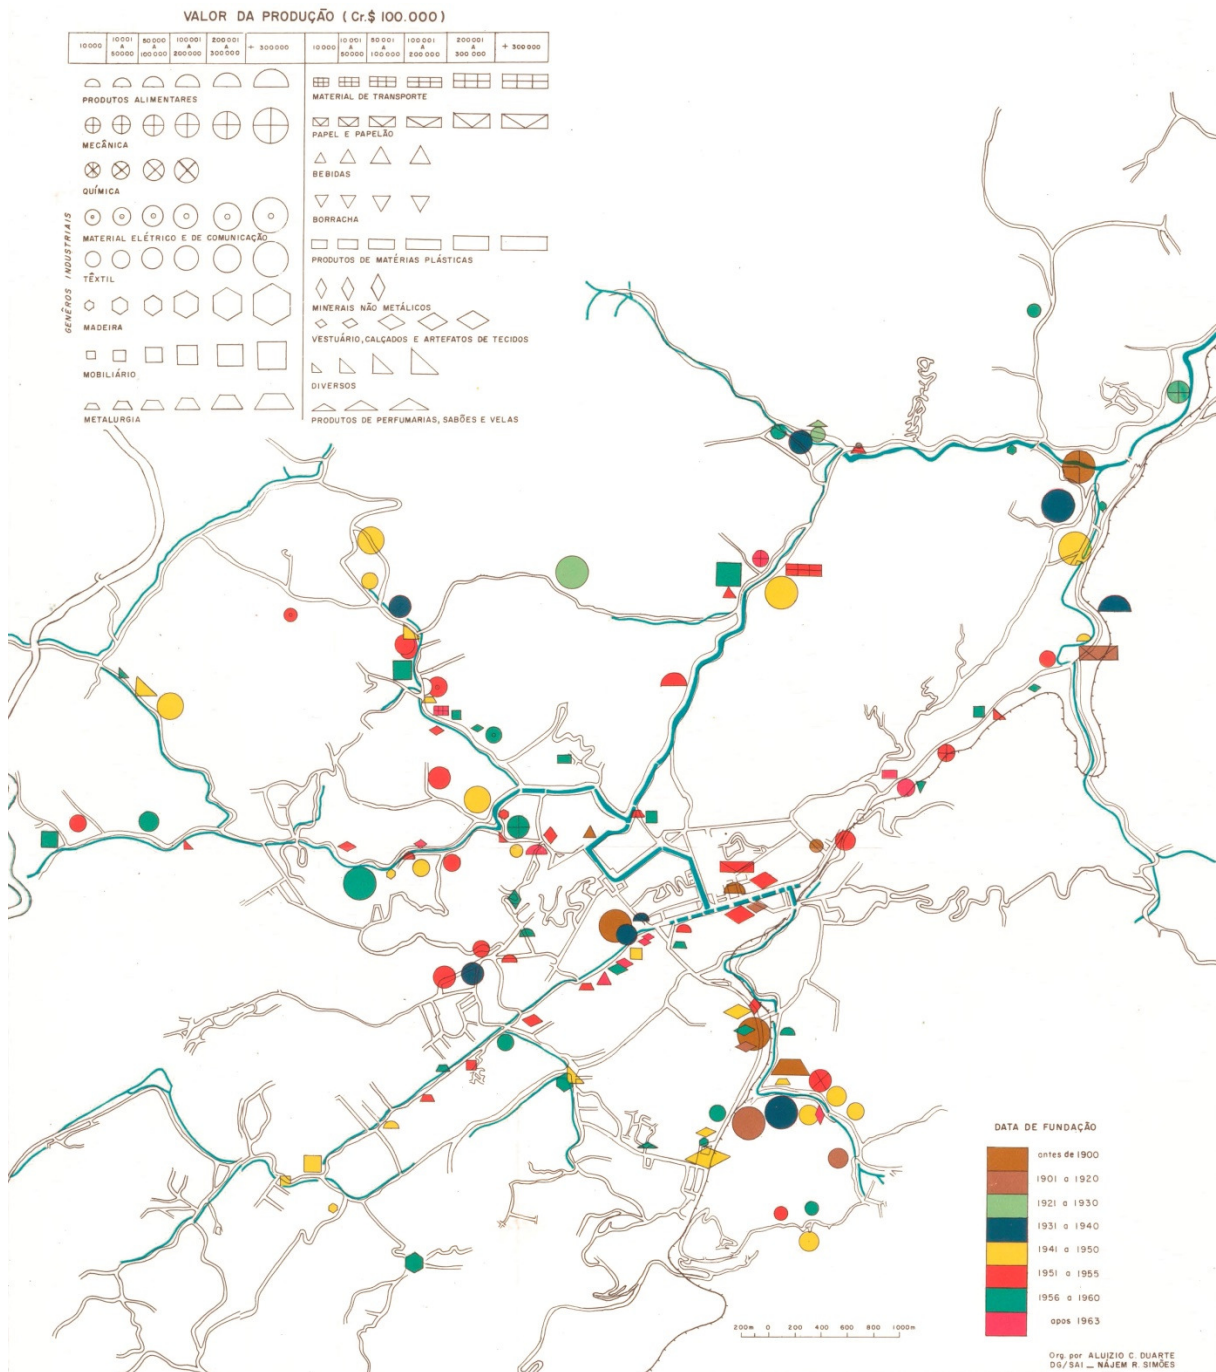 VALOR DA PRODUÇÃO ( Cr.$ 100.000 )
10000 10001 A 50000 50000 A 100000 100001 A 200000 200001 A 300000 + 300000 10000 10001 A 50000 50001 A 100000 100001 A 200000 200001 A 300000 + 300000
GENÊROS INDUSTRIAIS
PRODUTOS ALIMENTARES
MATERIAL DE TRANSPORTE
MECÂNICA
PAPEL E PAPELÃO
BEBIDAS
QUÍMICA
BORRACHA
MATERIAL ELÉTRICO E DE COMUNICAÇÃO
PRODUTOS DE MATÉRIAS PLÁSTICAS
TÊXTIL
MINERAIS NÃO METÁLICOS
MADEIRA
VESTUÁRIO, CALÇADOS E ARTEFATOS DE TECIDOS
MOBILIÁRIO
DIVERSOS
METALURGIA
PRODUTOS DE PERFUMARIAS, SABÕES E VELAS
DATA DE FUNDAÇÃO
antes de 1900
1901 a 1920
1921 a 1930
1931 a 1940
1941 a 1950
1951 a 1955
1956 a 1960
apos 1963
200m 0 200 400 600 800 1000m
Org. por ALUIZIO C. DUARTE
DG/SAI _ NÁJEM R. SIMÕES